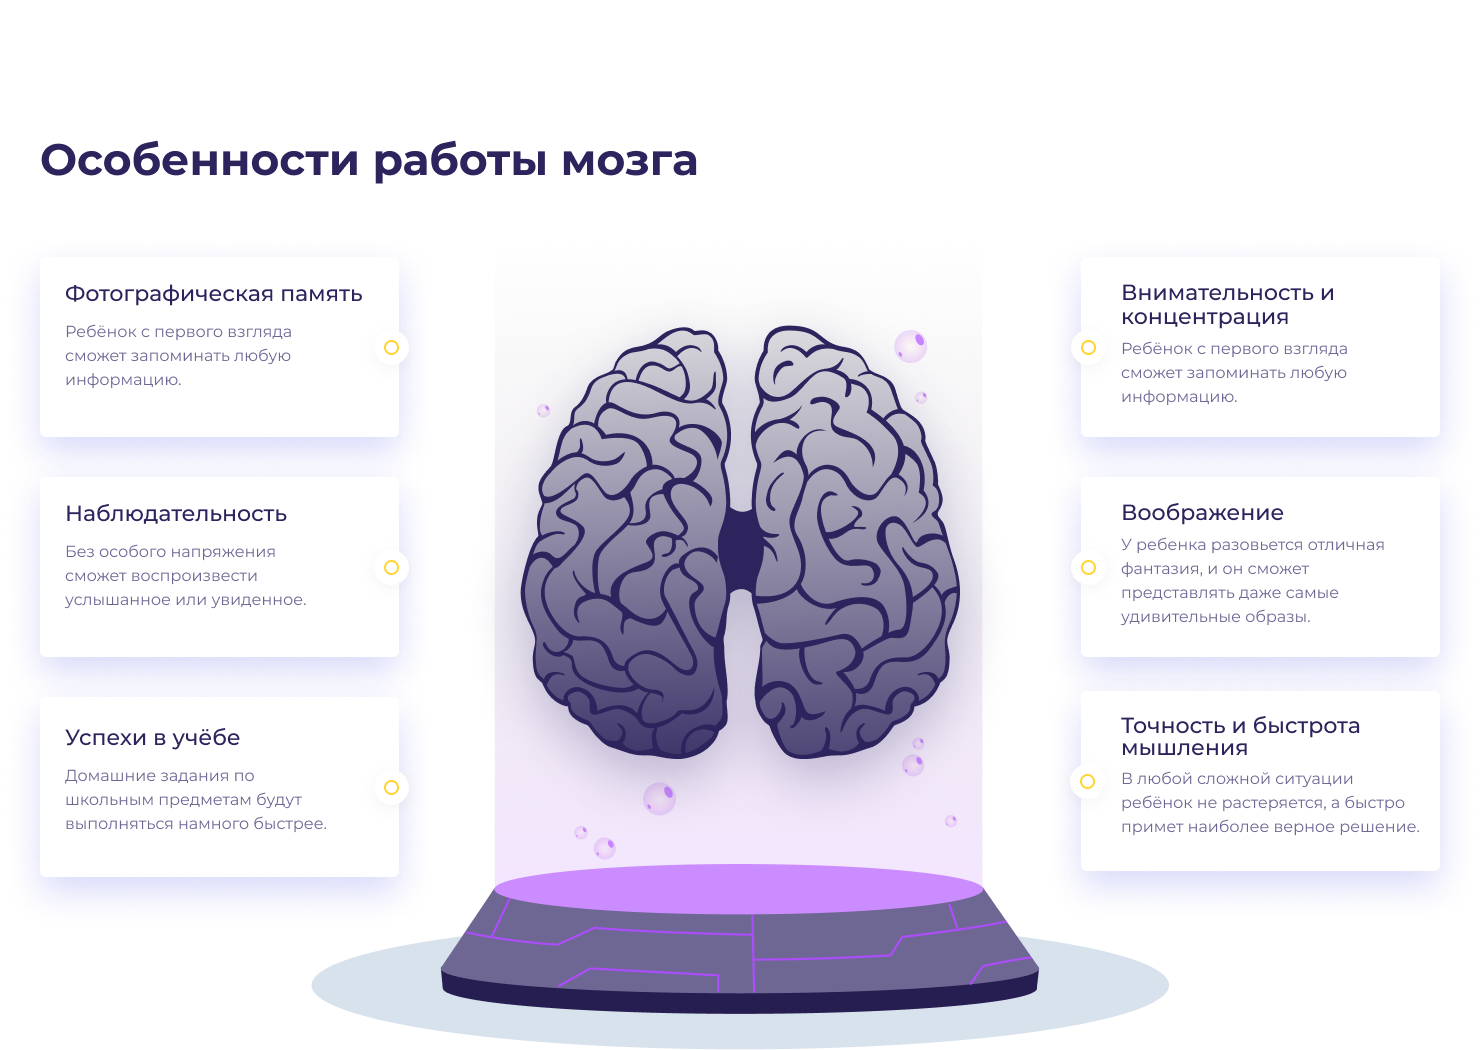 Особенности работы мозга
Фотографическая память
Ребёнок с первого взгляда
сможет запоминать любую
информацию.
Наблюдательность
Без особого напряжения
сможет воспроизвести
услышанное или увиденное.
Успехи в учёбе
Домашние задания по
школьным предметам будут
выполняться намного быстрее.
Внимательность и
концентрация
Ребёнок с первого взгляда
сможет запоминать любую
информацию.
Воображение
У ребенка разовьется отличная
фантазия, и он сможет
представлять даже самые
удивительные образы.
Точность и быстрота
мышления
В любой сложной ситуации
ребёнок не растеряется, а быстро
примет наиболее верное решение.